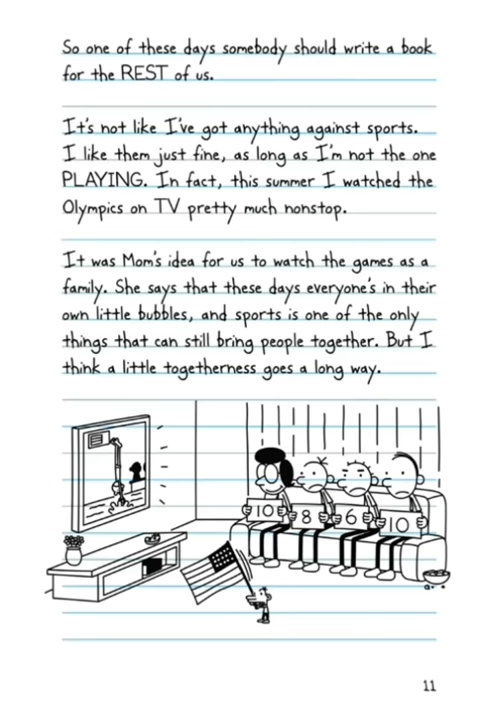 So one of these days somebody should write a book
for the REST of us.
It's not like I've got anything against sports.
I like them just fine, as long as I'm not the one
PLAYING. In fact, this summer I watched the
Olympics on TV pretty much nonstop.
It was Mom's idea for us to watch the games as a
family. She says that these days everyone's in their
own little bubbles, and sports is one of the only
things that can still bring people together. But I
think a little togetherness goes a long way.
10 8 6 10
11